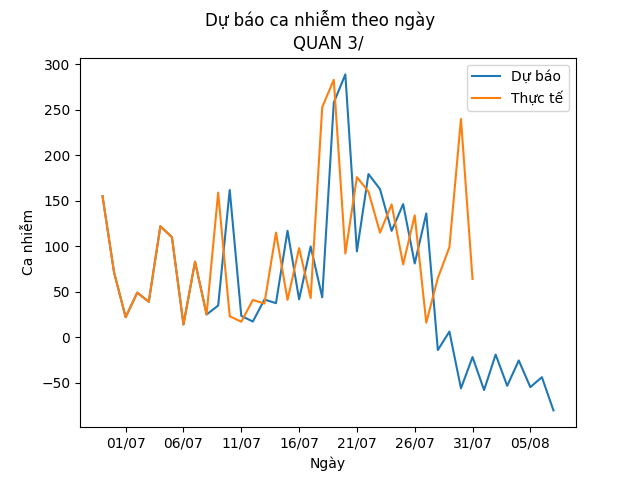 Dự báo ca nhiễm theo ngày
QUAN 3/
Dự báo
Thực tế
Ca nhiễm
300
250
200
150
100
50
0
−50
01/07 06/07 11/07 16/07 21/07 26/07 31/07 05/08
Ngày